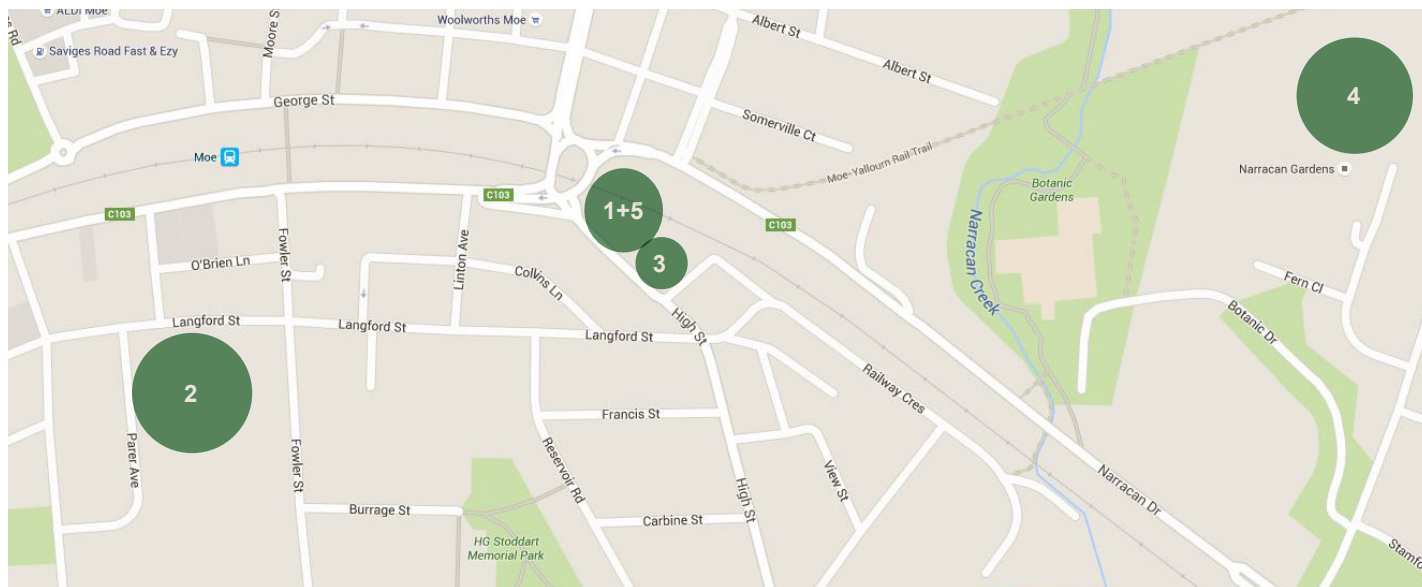 ALDI Moe
Woolworths Moe
Albert St
Moore S
Rd
Saviges Road Fast & Ezy
Albert St
4
George St
Somerville Ct
Moe
Moe-Yallourn Rail Trail
Narracan Gardens
Botanic
Gardens
C103
1+5
C103
C103
Narracan Creek
Fowler St
Linton Ave
O'Brien Ln
3
Collins Ln
Fern Cl
Botanic Dr
Langford St
Langford St
Langford St
High St
2
Railway Cres
Francis St
Parer Ave
Fowler St
Reservoir Rd
View St
High St
Narracan Dr
Burrage St
Carbine St
HG Stoddart
Memorial Park
Stamfo